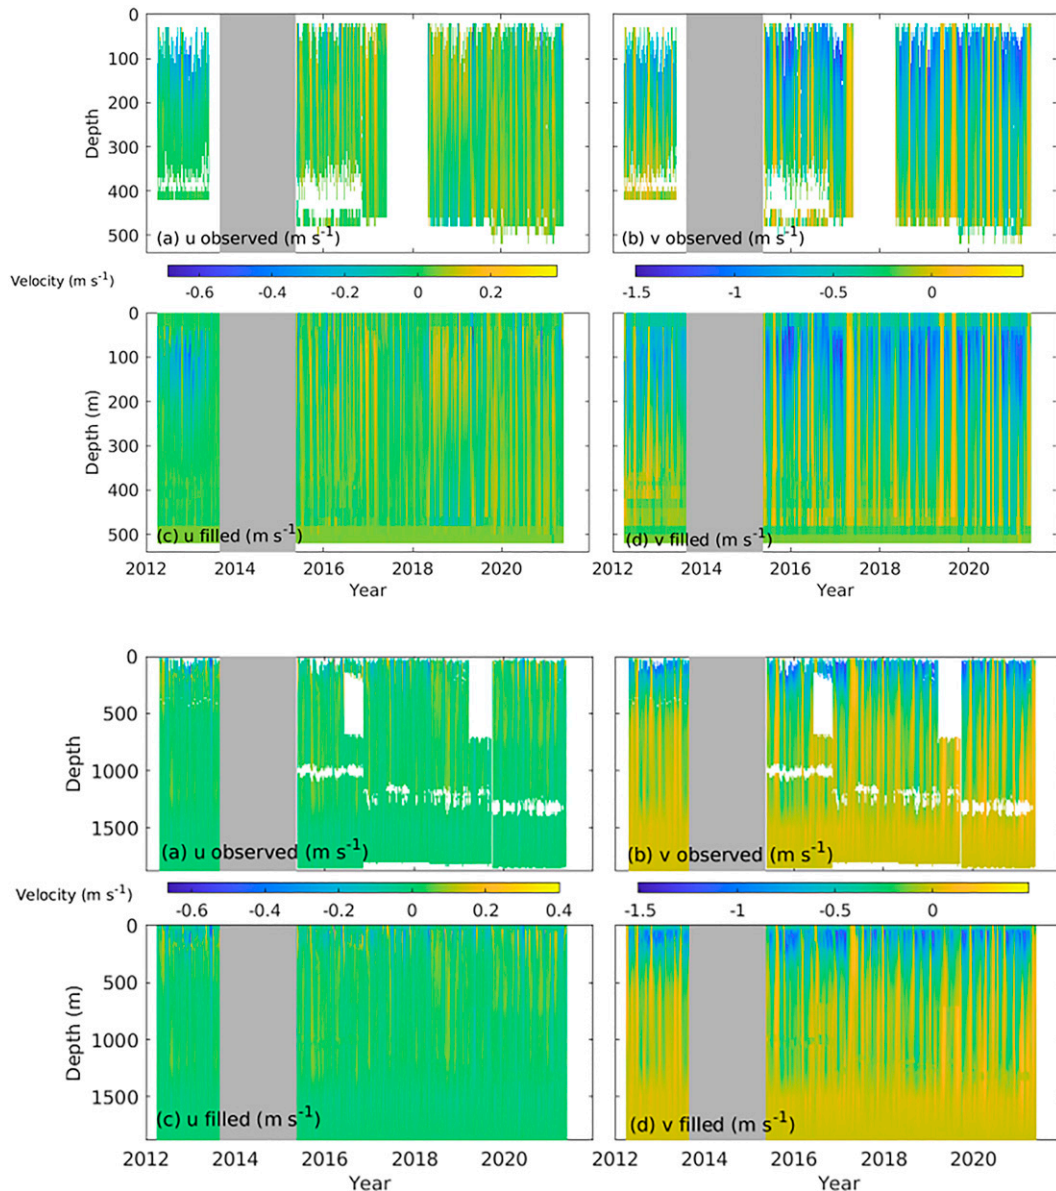 0
100
200
300
400
500
Depth
(a) u observed (m s-1)
(b) v observed (m s-1)
Velocity (m s-1)
-0.6 -0.4 -0.2 0 0.2
-1.5 -1 -0.5 0
0
100
200
300
400
500
Depth (m)
(c) u filled (m s-1)
(d) v filled (m s-1)
2012 2014 2016 2018 2020
2012 2014 2016 2018 2020
Year
Year
0
500
1000
1500
Depth
(a) u observed (m s-1)
(b) v observed (m s-1)
Velocity (m s-1)
-0.6 -0.4 -0.2 0 0.2 0.4
-1.5 -1 -0.5 0
0
500
1000
1500
Depth (m)
(c) u filled (m s-1)
(d) v filled (m s-1)
2012 2014 2016 2018 2020
2012 2014 2016 2018 2020
Year
Year